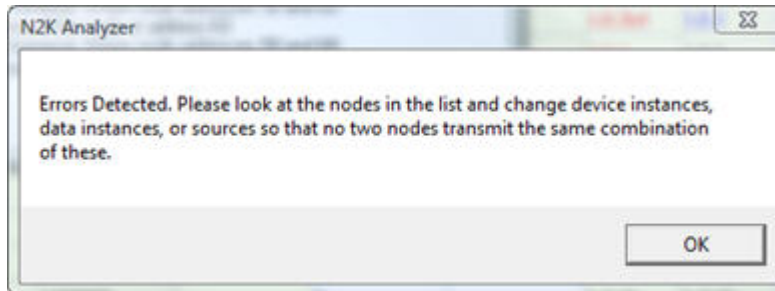 N2K Analyzer
Errors Detected. Please look at the nodes in the list and change device instances,
data instances, or sources so that no two nodes transmit the same combination
of these.
OK